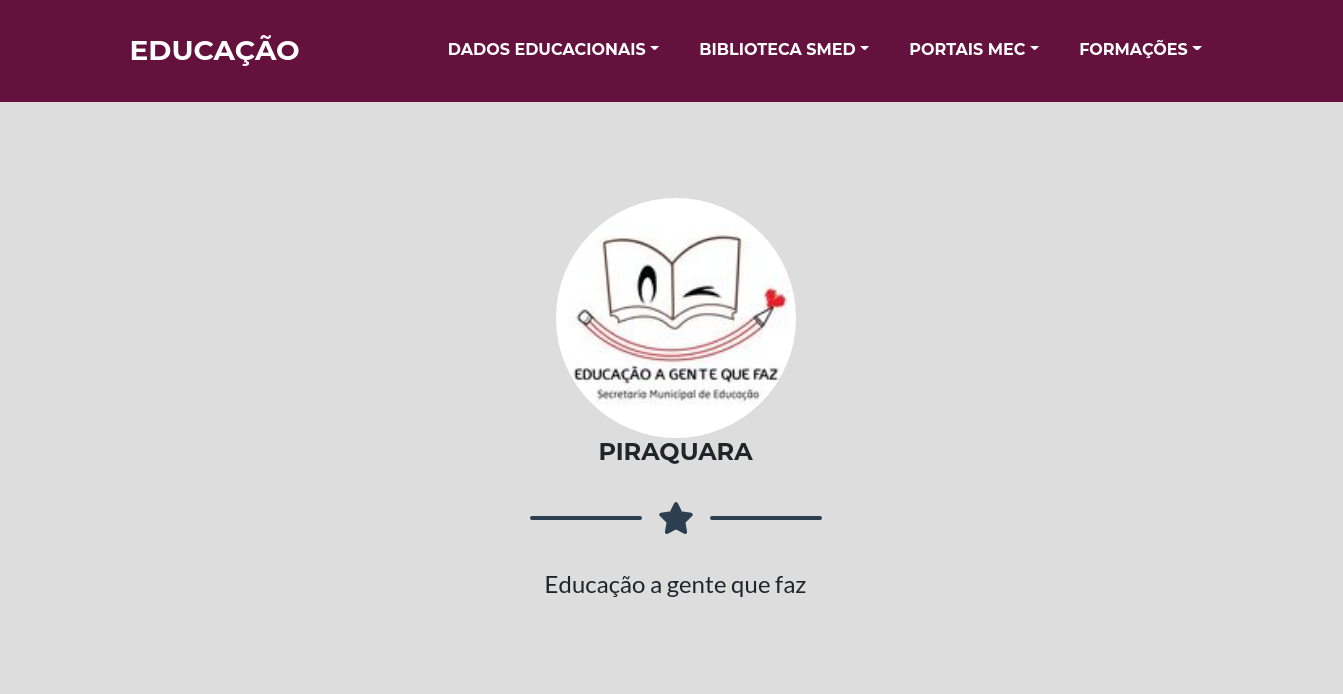 EDUCAÇÃO
DADOS EDUCACIONAIS
BIBLIOTECA SMED
PORTAIS MEC
FORMAÇÕES
EDUCAÇÃO A GENTE QUE FAZ
Secretaria Municipal de Educação
PIRAQUARA
Educação a gente que faz